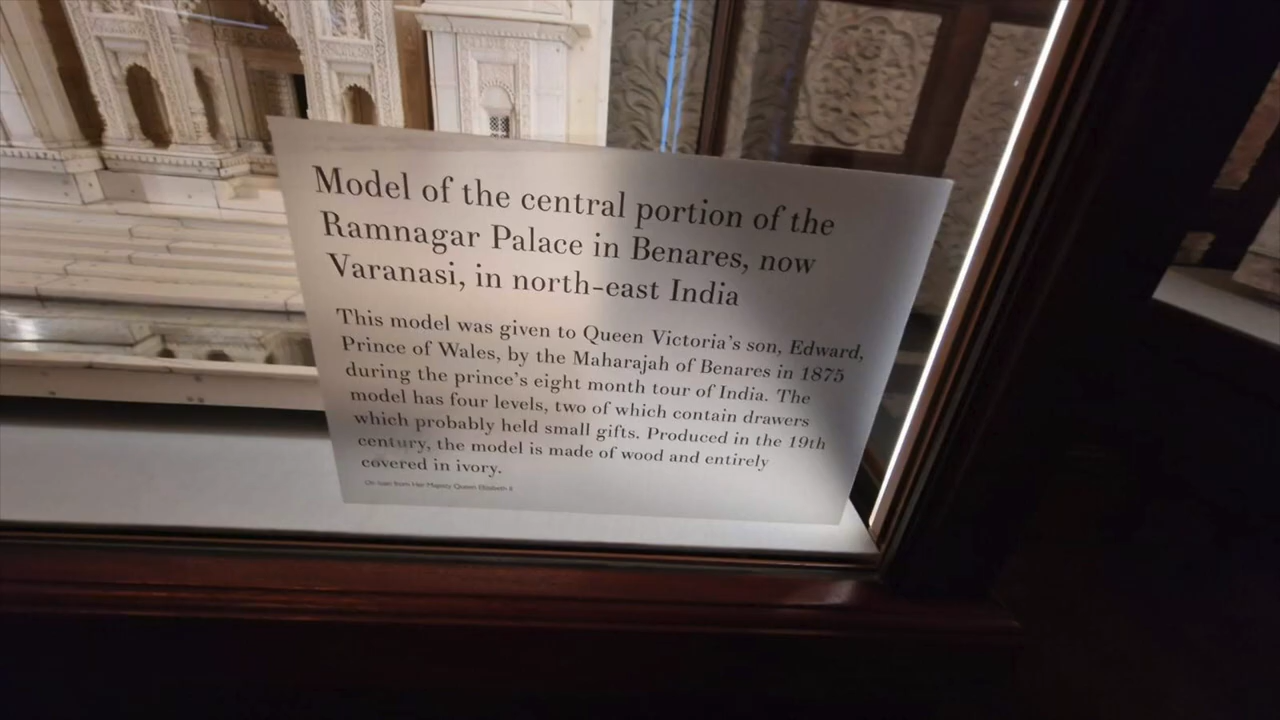 Model of the central portion of the
Ramnagar Palace in Benares, now
Varanasi, in north-east India
This model was given to Queen Victoria's son, Edward,
Prince of Wales, by the Maharajah of Benares in 1875
during the prince's eight month tour of India. The
model has four levels, two of which contain drawers
which probably held small gifts. Produced in the 19th
century, the model is made of wood and entirely
covered in ivory.
On loan from Her Majesty Queen Elizabeth II